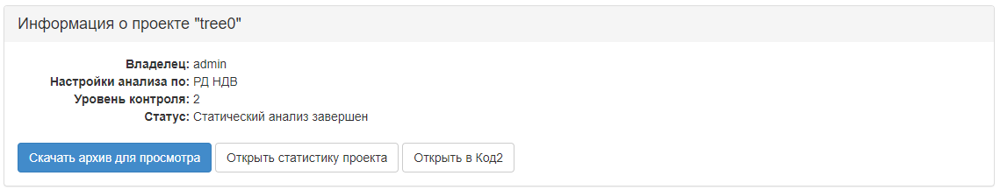 Информация о проекте "tree0"
Владелец: admin
Настройки анализа по: РД НДВ
Уровень контроля: 2
Статус: Статический анализ завершен
Скачать архив для просмотра Открыть статистику проекта Открыть в Код2